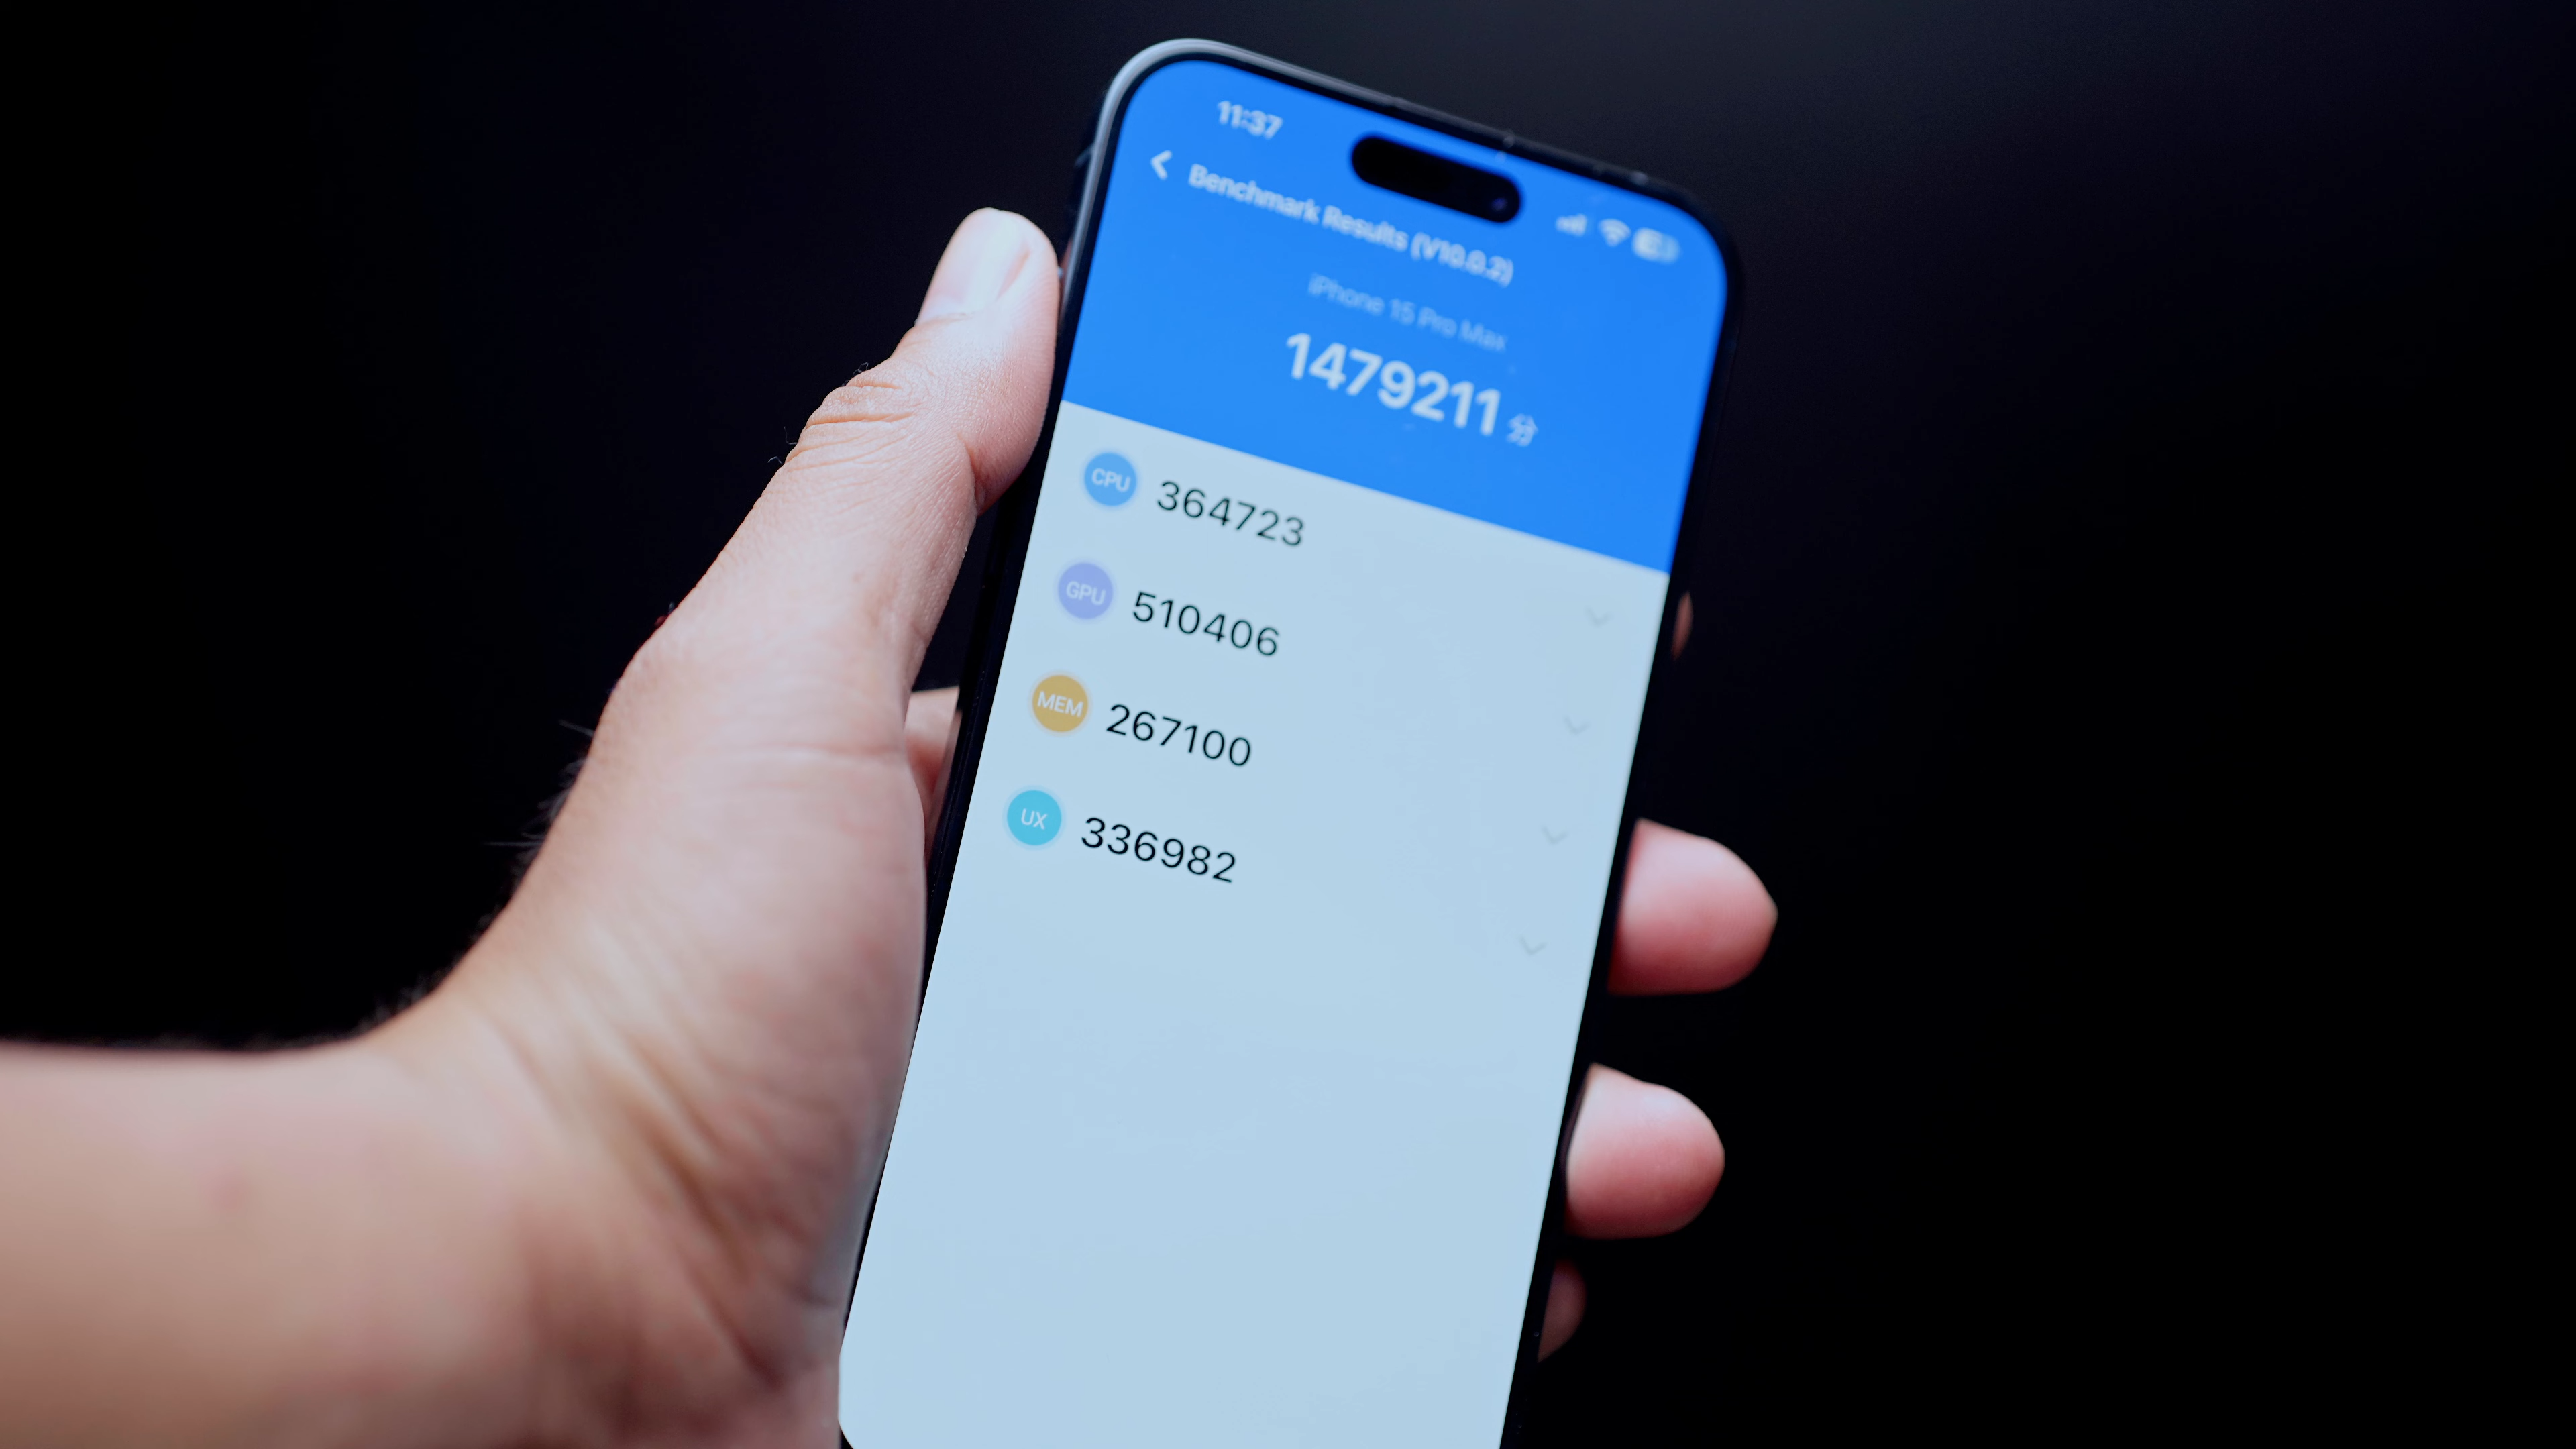 11:37
Benchmark Results (V10.0.2)
iPhone 15 Pro Max
1479211 分
CPU 364723
GPU 510406
MEM 267100
UX 336982